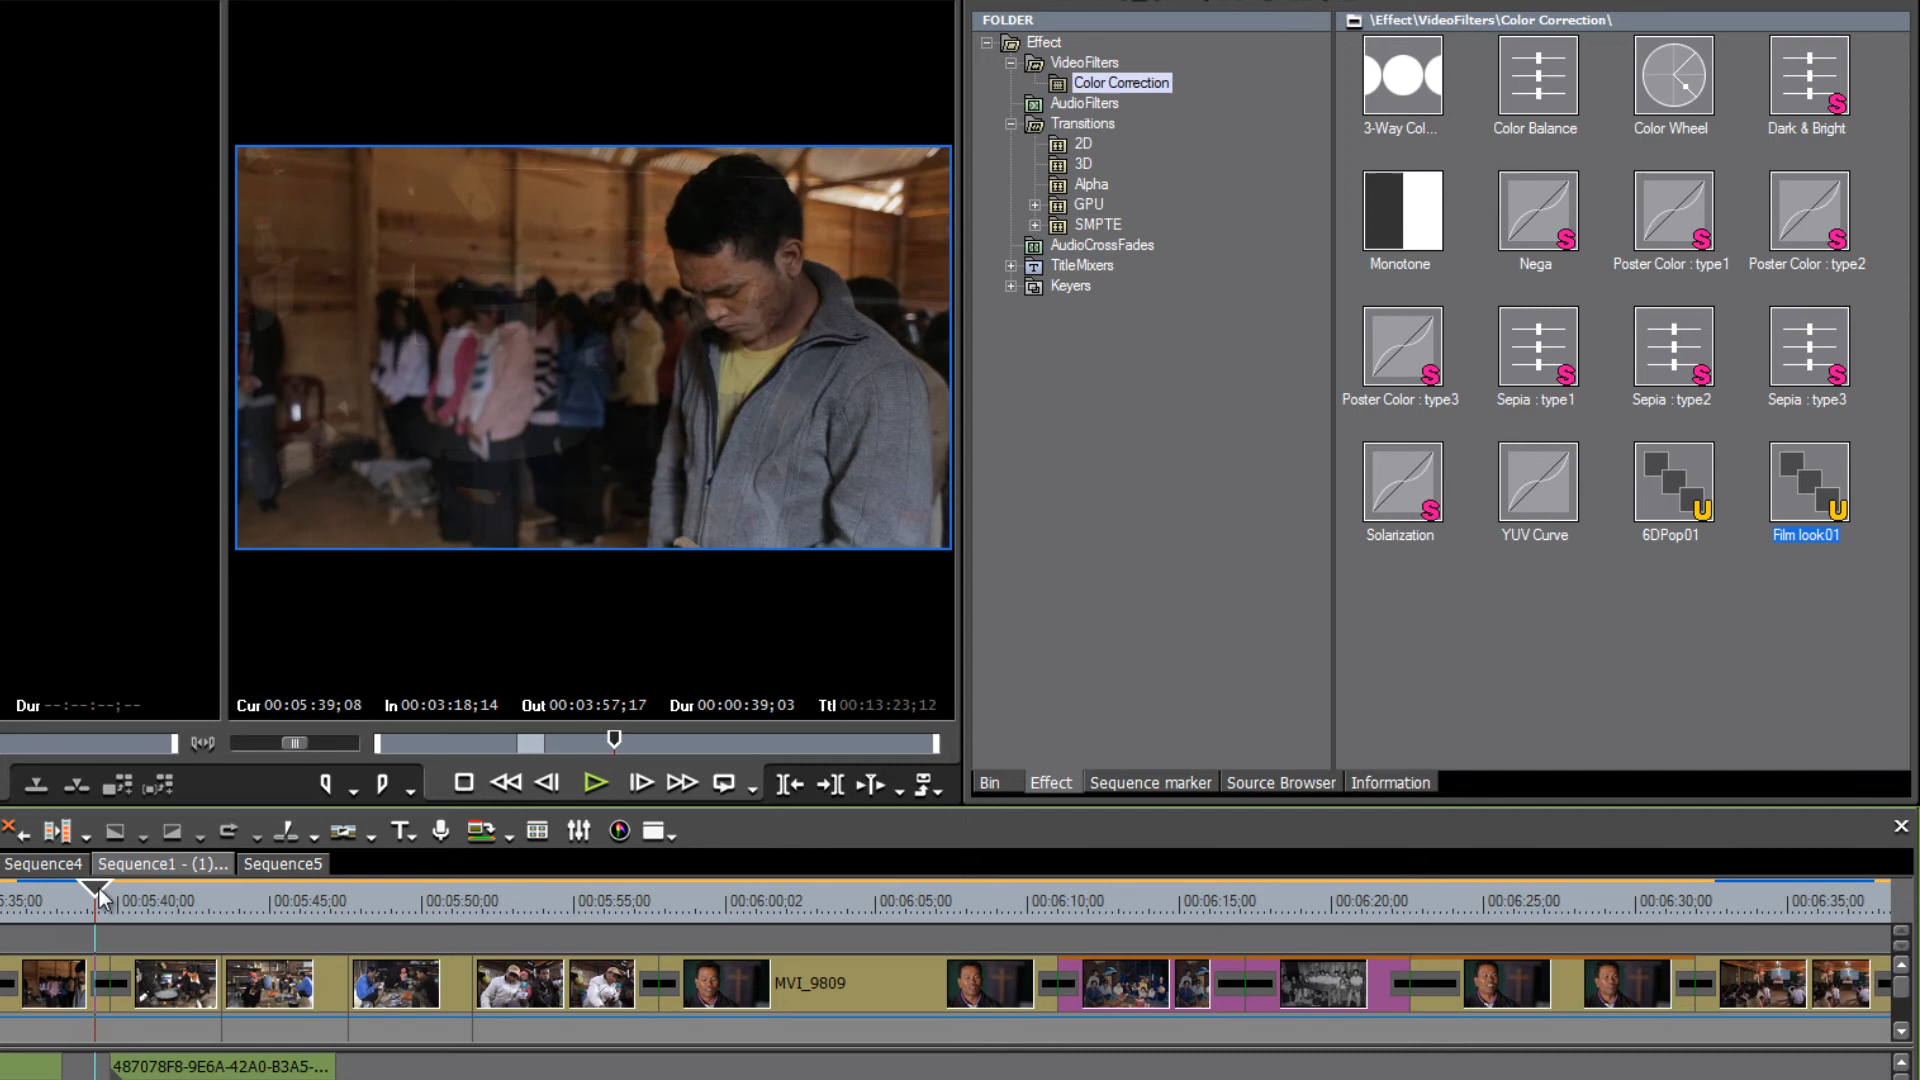 FOLDER
Effect
VideoFilters
Color Correction
AudioFilters
Transitions
2D
3D
Alpha
GPU
SMPTE
AudioCrossFades
TitleMixers
Keyers
\Effect\VideoFilters\Color Correction\
3-Way Col... Color Balance Color Wheel Dark & Bright
Monotone Nega Poster Color : type1 Poster Color : type2
Poster Color : type3 Sepia : type1 Sepia : type2 Sepia : type3
Solarization YUV Curve 6DPop01 Film look01
Dur --:--:--;-- Cur 00:05:39;08 In 00:03:18;14 Out 00:03:57;17 Dur 00:00:39;03 Ttl 00:13:23;12
Bin Effect Sequence marker Source Browser Information
Sequence4 Sequence1 - (1)... Sequence5
5:35;00 00:05:40;00 00:05:45;00 00:05:50;00 00:05:55;00 00:06:00;02 00:06:05;00 00:06:10;00 00:06:15;00 00:06:20;00 00:06:25;00 00:06:30;00 00:06:35;00
MVI_9809
487078F8-9E6A-42A0-B3A5-...